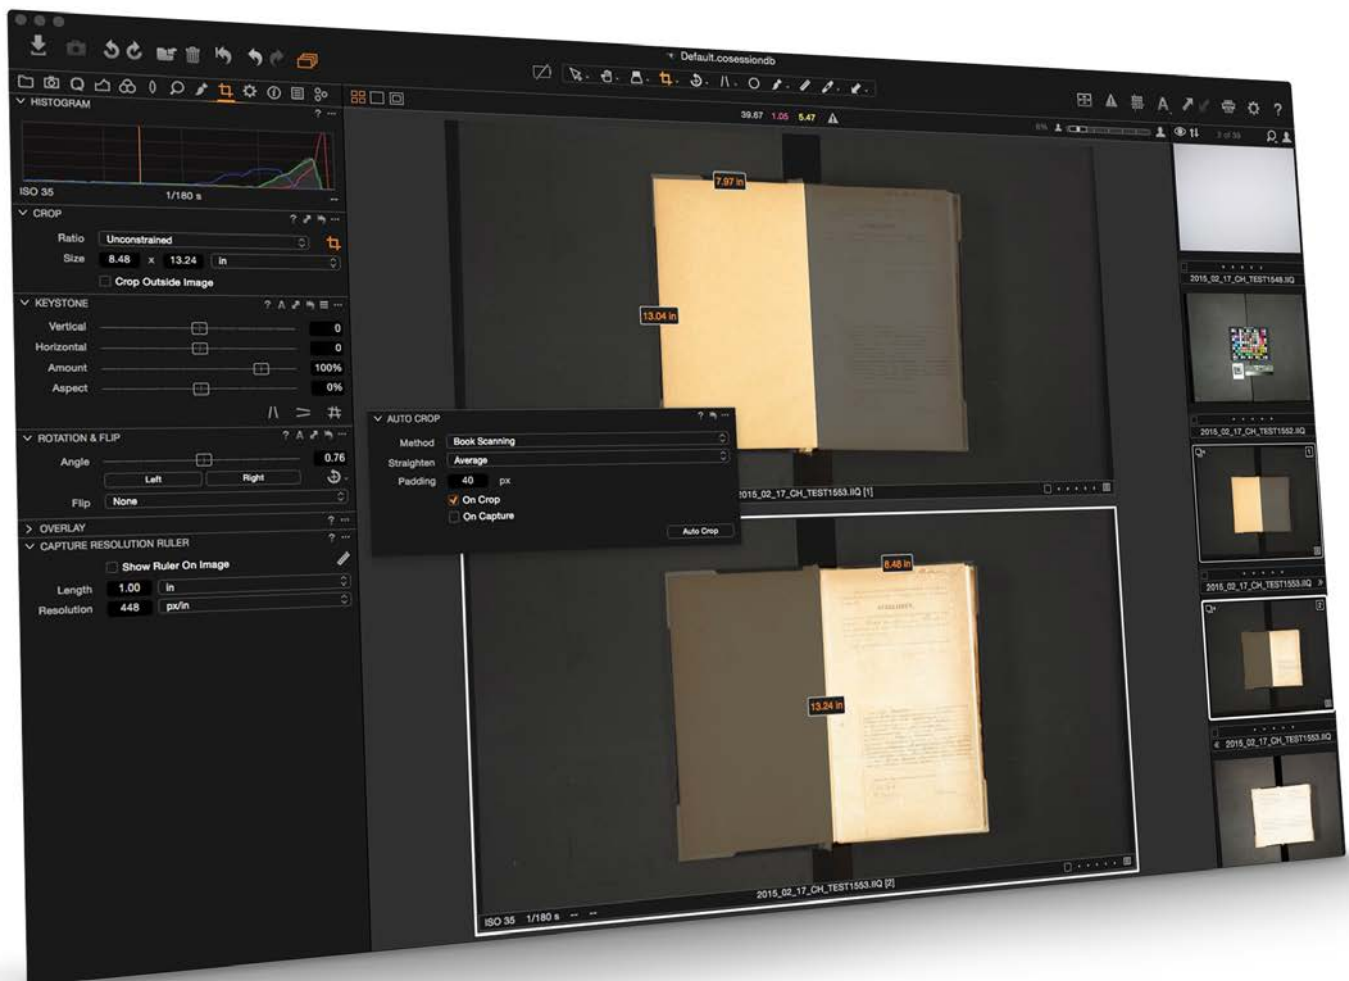 Default.cosessiondb
HISTOGRAM
? ...
ISO 35
1/180 s
--
CROP
?
Ratio
Unconstrained
Size
8.48 x 13.24 in
Crop Outside Image
KEYSTONE
?
Vertical 0
Horizontal 0
Amount 100%
Aspect 0%
ROTATION & FLIP
?
Angle 0.76
Left Right
Flip None
OVERLAY
?
CAPTURE RESOLUTION RULER
?
Show Ruler On Image
Length 1.00 in
Resolution 448 px/in
39.67 1.05 5.47
6%
7.97 in
13.04 in
2015_02_17_CH_TEST1553.IIQ [1]
AUTO CROP
?
Method Book Scanning
Straighten Average
Padding 40 px
On Crop
On Capture
Auto Crop
8.48 in
13.24 in
2015_02_17_CH_TEST1553.IIQ [2]
ISO 35 1/180 s -- --
A
?
2015_02_17_CH_TEST1548.IIQ
2015_02_17_CH_TEST1552.IIQ
1
2015_02_17_CH_TEST1553.IIQ
2
2015_02_17_CH_TEST1553.IIQ